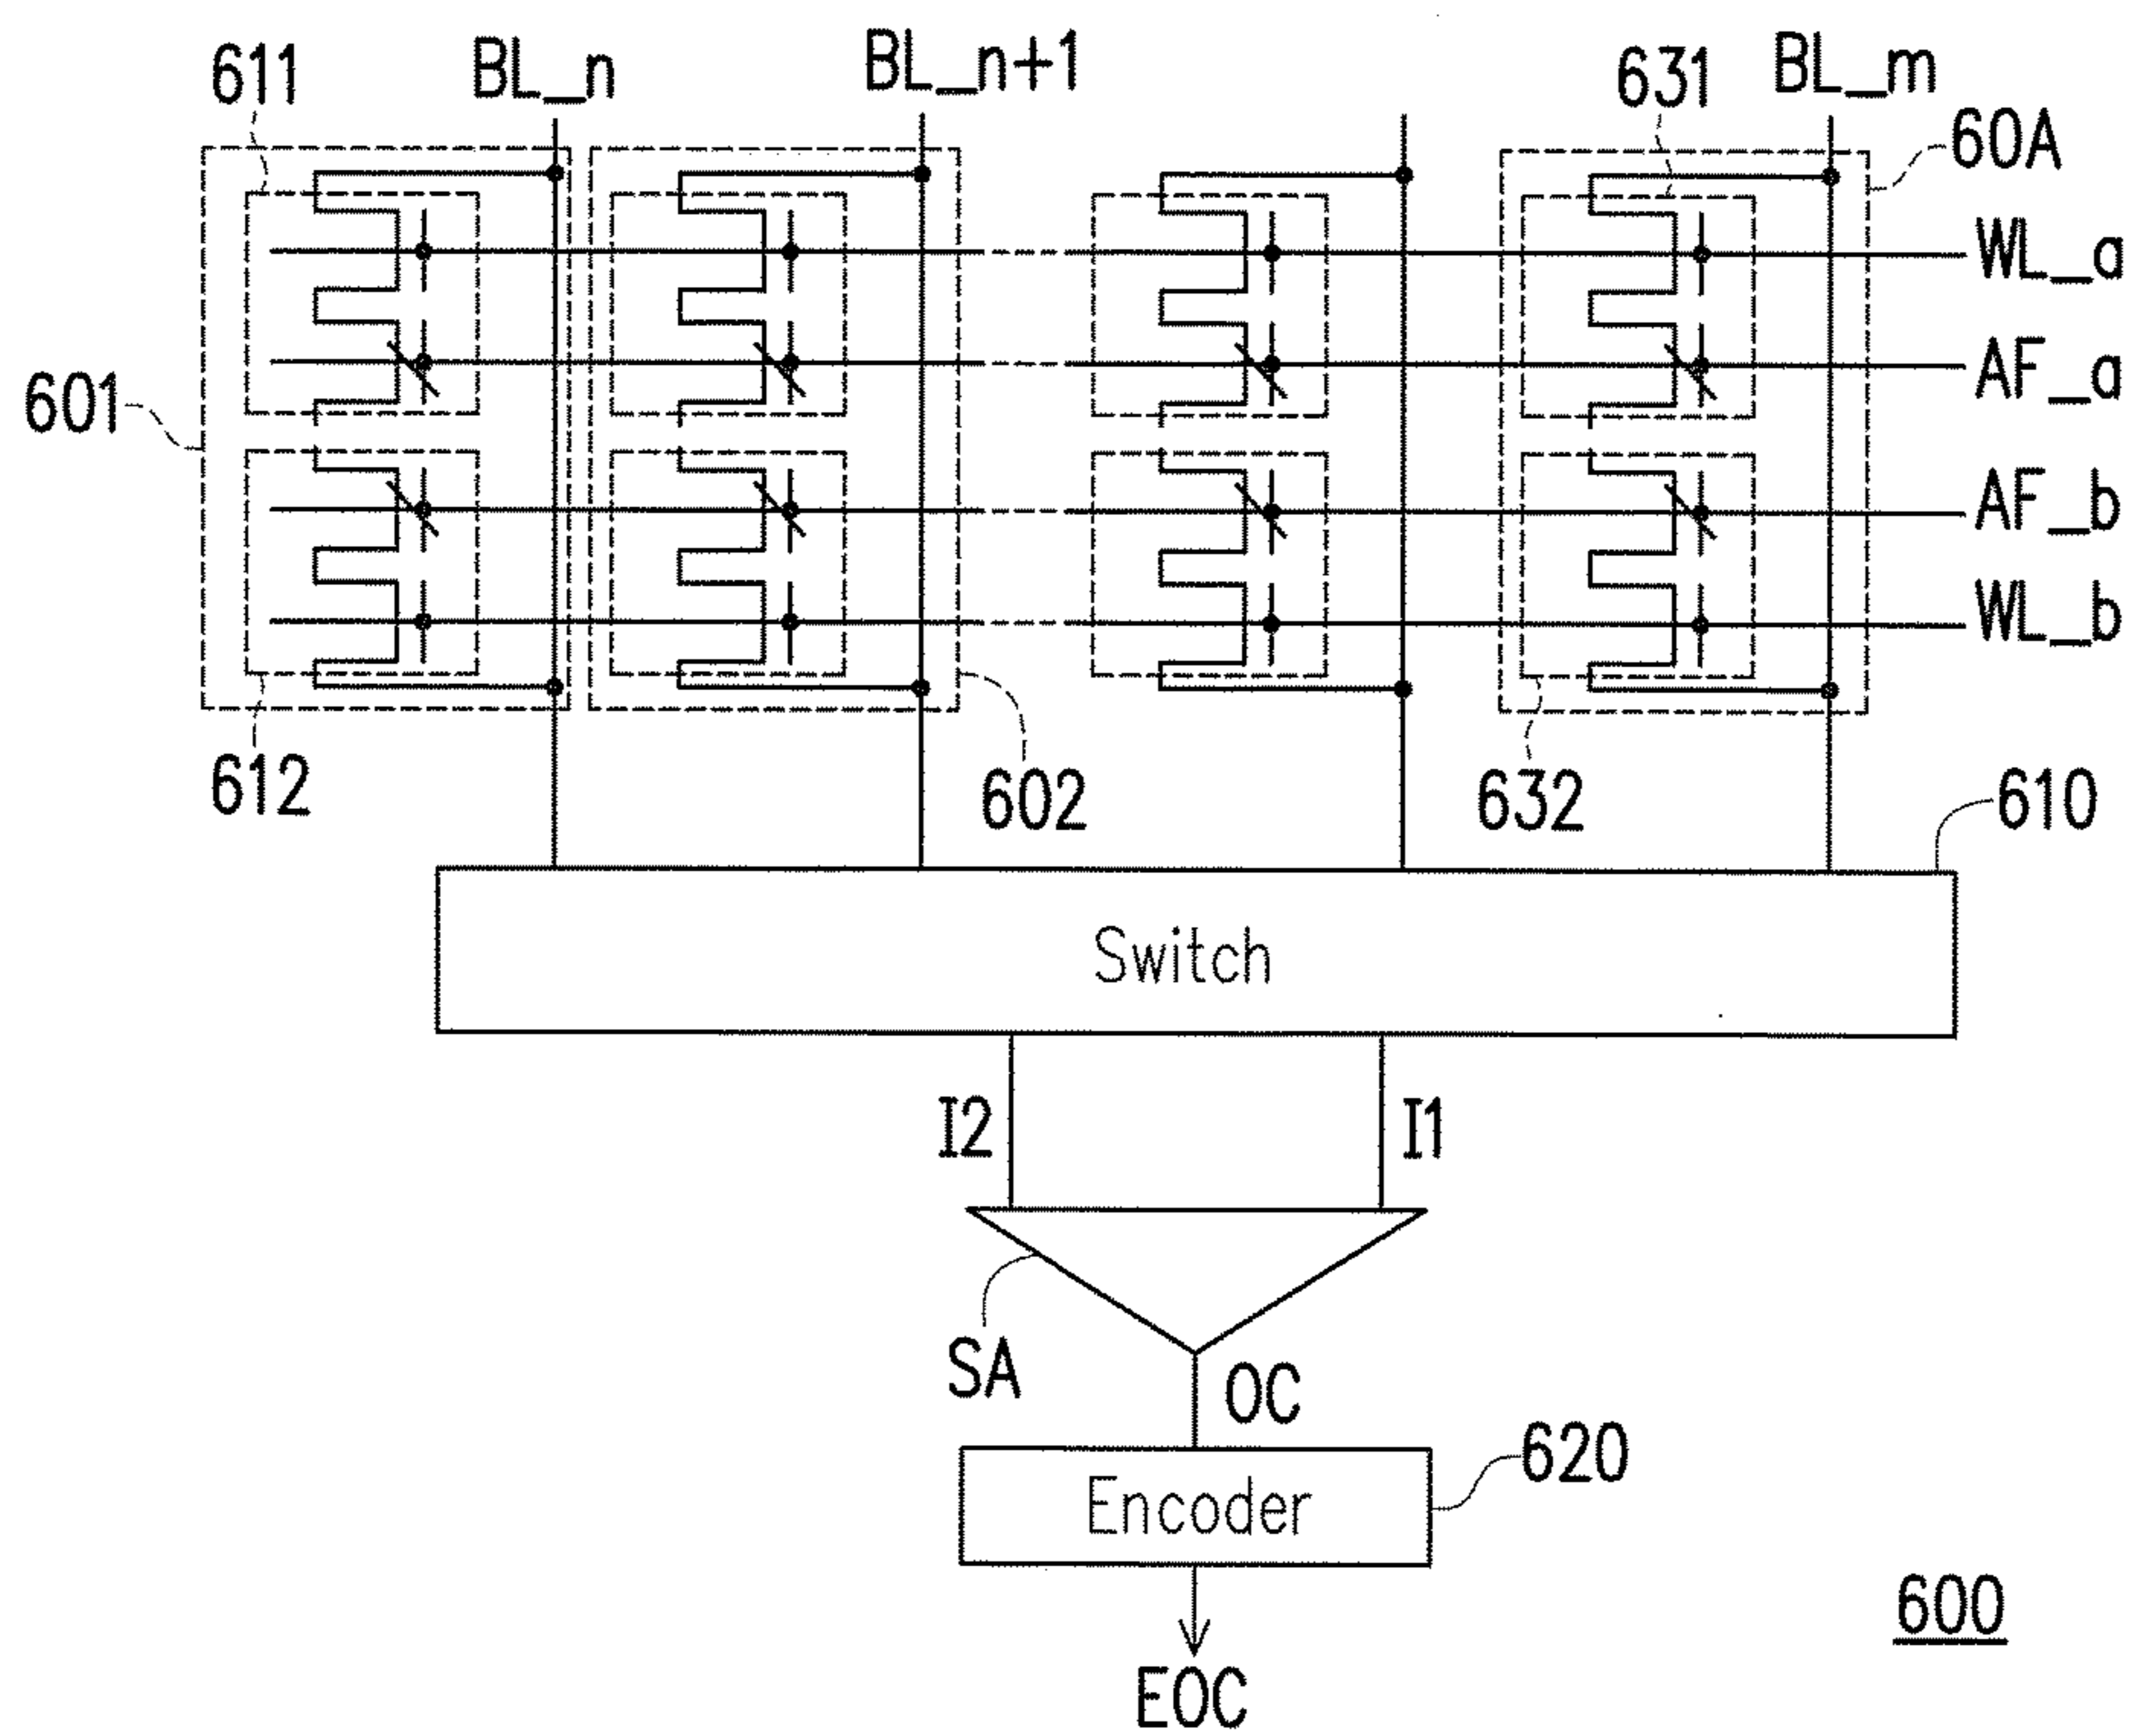 611
BL_n
BL_n+1
631
BL_m
60A
WL_a
AF_a
601
AF_b
WL_b
612
602
632
610
Switch
I2
I1
SA
OC
620
Encoder
600
EOC